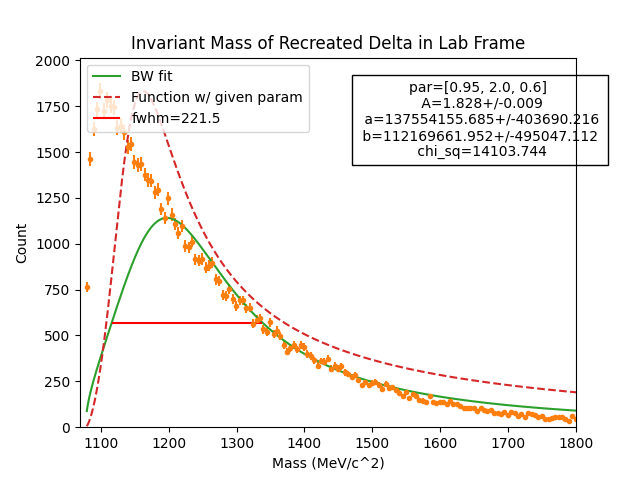 Invariant Mass of Recreated Delta in Lab Frame
2000
1750
1500
1250
1000
750
500
250
0
Count
BW fit
Function w/ given param
fwhm=221.5
par=[0.95, 2.0, 0.6]
A=1.828+/-0.009
a=137554155.685+/-403690.216
b=112169661.952+/-495047.112
chi_sq=14103.744
1100 1200 1300 1400 1500 1600 1700 1800
Mass (MeV/c^2)